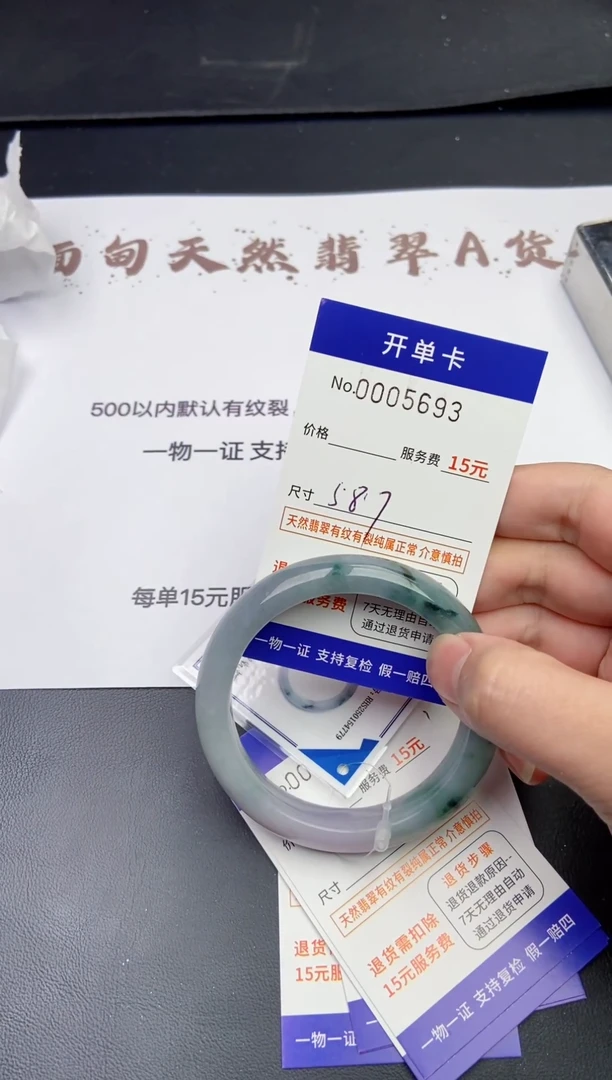 面甸天然翡翠A货
500以内默认有纹裂
一物一证 支持
每单15元服
开单卡
No.0005693
价格
服务费 15元
尺寸 58.7
天然翡翠有纹有裂纯属正常 介意慎拍
服务费
7天无理由自
通过退货申请
一物一证 支持复检 假一赔四
RHS250154779
服务费 15元
尺寸
天然翡翠有纹有裂纯属正常 介意慎拍
退货需扣除
15元服务费
退货步骤
退货退款原因--
7天无理由自动
通过退货申请
一物一证 支持复检 假一赔四
退货
15元服
一物一证